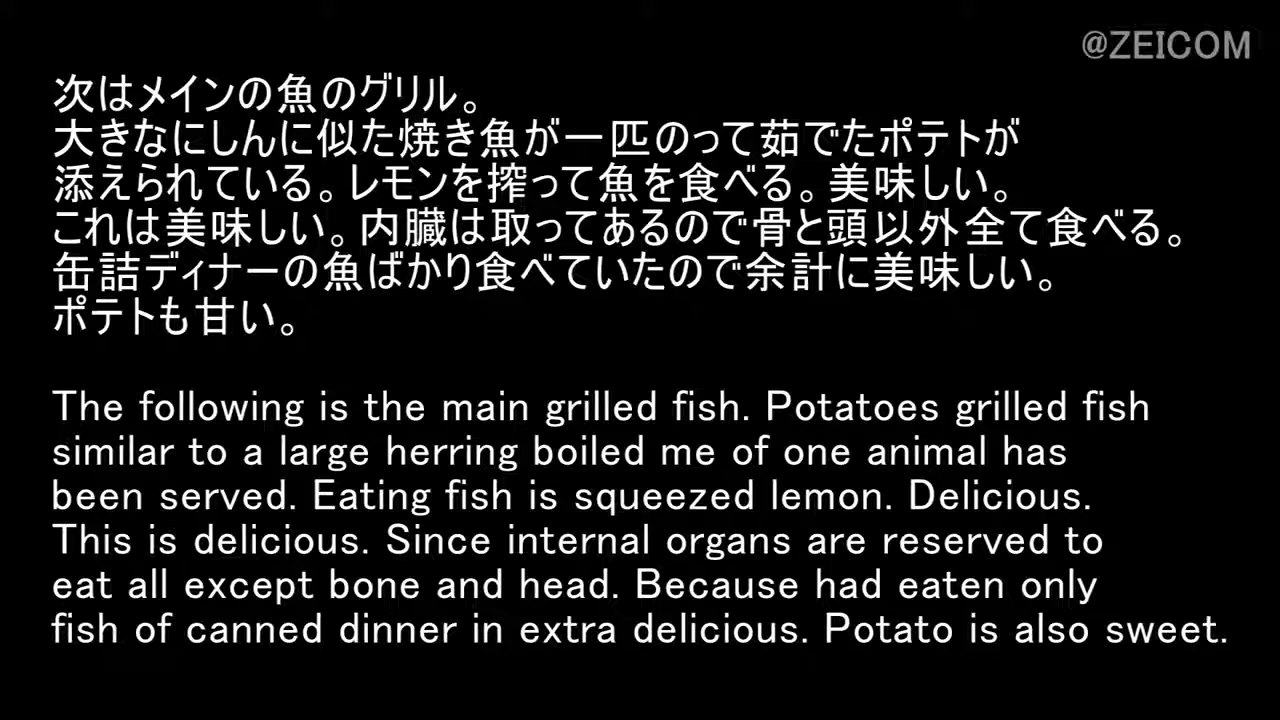 @ZEICOM
次はメインの魚のグリル。
大きなにしんに似た焼き魚が一匹のって茹でたポテトが
添えられている。レモンを搾って魚を食べる。美味しい。
これは美味しい。内臓は取ってあるので骨と頭以外全て食べる。
缶詰ディナーの魚ばかり食べていたので余計に美味しい。
ポテトも甘い。
The following is the main grilled fish. Potatoes grilled fish
similar to a large herring boiled me of one animal has
been served. Eating fish is squeezed lemon. Delicious.
This is delicious. Since internal organs are reserved to
eat all except bone and head. Because had eaten only
fish of canned dinner in extra delicious. Potato is also sweet.